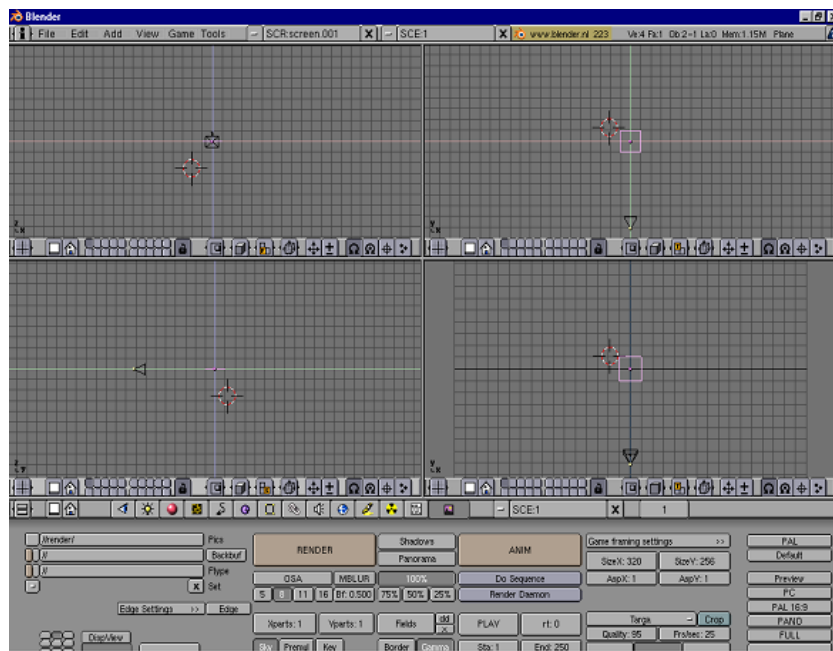 Blender
File Edit Add View Game Tools SCR:screen.001 X SCE:1 X www.blender.nl 223 Ve:4 Fa:1 Ob:2-1 La:0 Mem:1.15M Plane
z x
y x
z y
y x
SCE:1 X 1
//render/ Pics
// Backbuf
// Ftype
X Set
Edge Settings >> Edge
DispView
RENDER
Shadows
Panorama
ANIM
OSA MBLUR 100% Do Sequence
5 8 11 16 Bf: 0.500 75% 50% 25% Render Daemon
Xparts: 1 Yparts: 1 Fields dd X PLAY rt: 0
Sky Premul Key Border Gamma Sta: 1 End: 250
Game framing settings >>
SizeX: 320 SizeY: 256
AspX: 1 AspY: 1
Targa Crop
Quality: 95 Frs/sec: 25
PAL
Default
Preview
PC
PAL 16:9
PANO
FULL